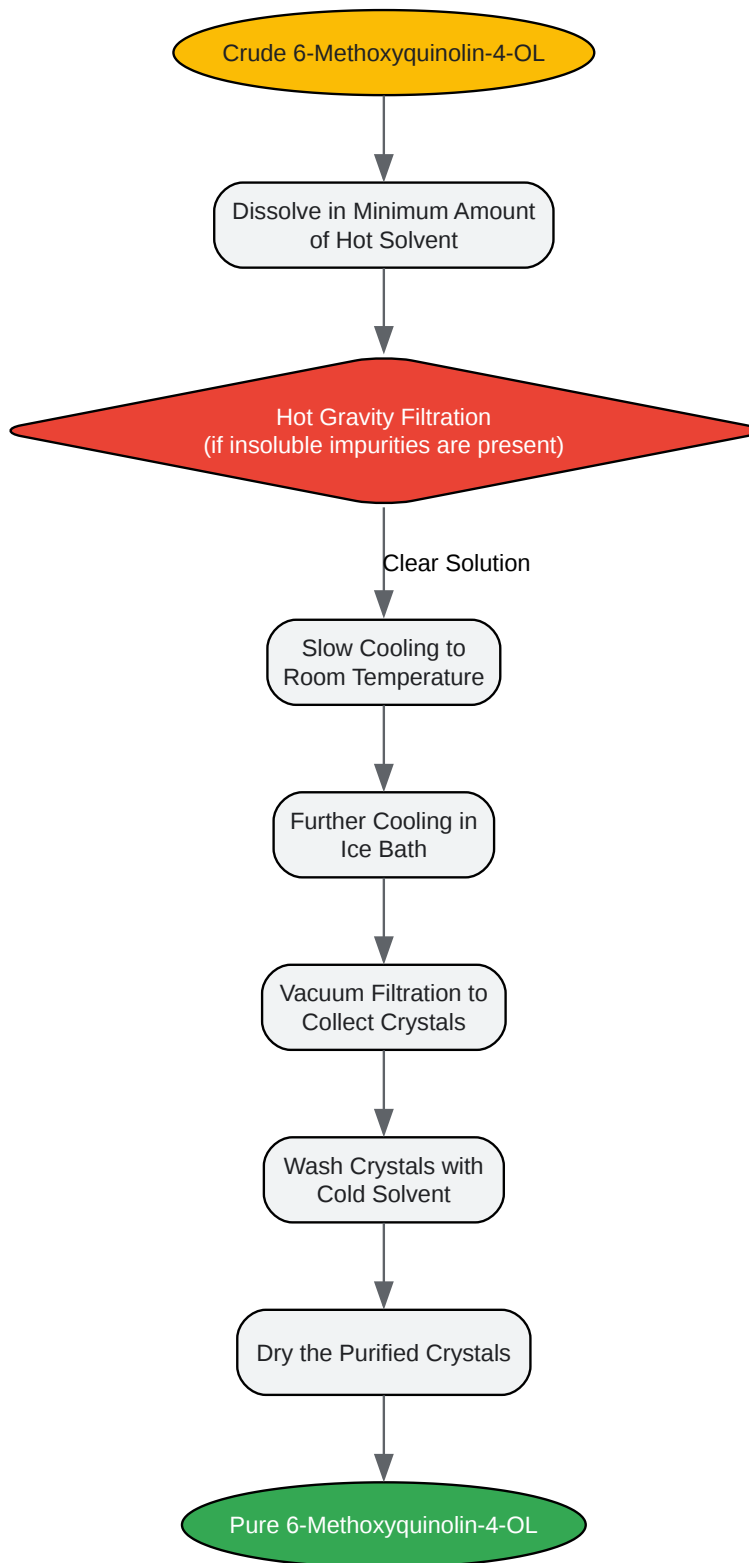 Crude 6-Methoxyquinolin-4-OL
Dissolve in Minimum Amount
of Hot Solvent
Hot Gravity Filtration
(if insoluble impurities are present)
Clear Solution
Slow Cooling to
Room Temperature
Further Cooling in
Ice Bath
Vacuum Filtration to
Collect Crystals
Wash Crystals with
Cold Solvent
Dry the Purified Crystals
Pure 6-Methoxyquinolin-4-OL